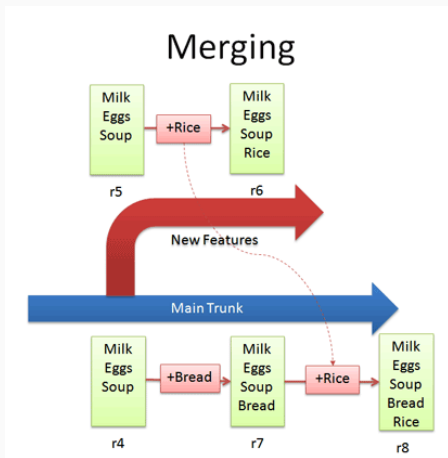 Merging
Milk
Eggs
Soup
+Rice
Milk
Eggs
Soup
Rice
r5
r6
New Features
Main Trunk
Milk
Eggs
Soup
+Bread
Milk
Eggs
Soup
Bread
+Rice
Milk
Eggs
Soup
Bread
Rice
r4
r7
r8